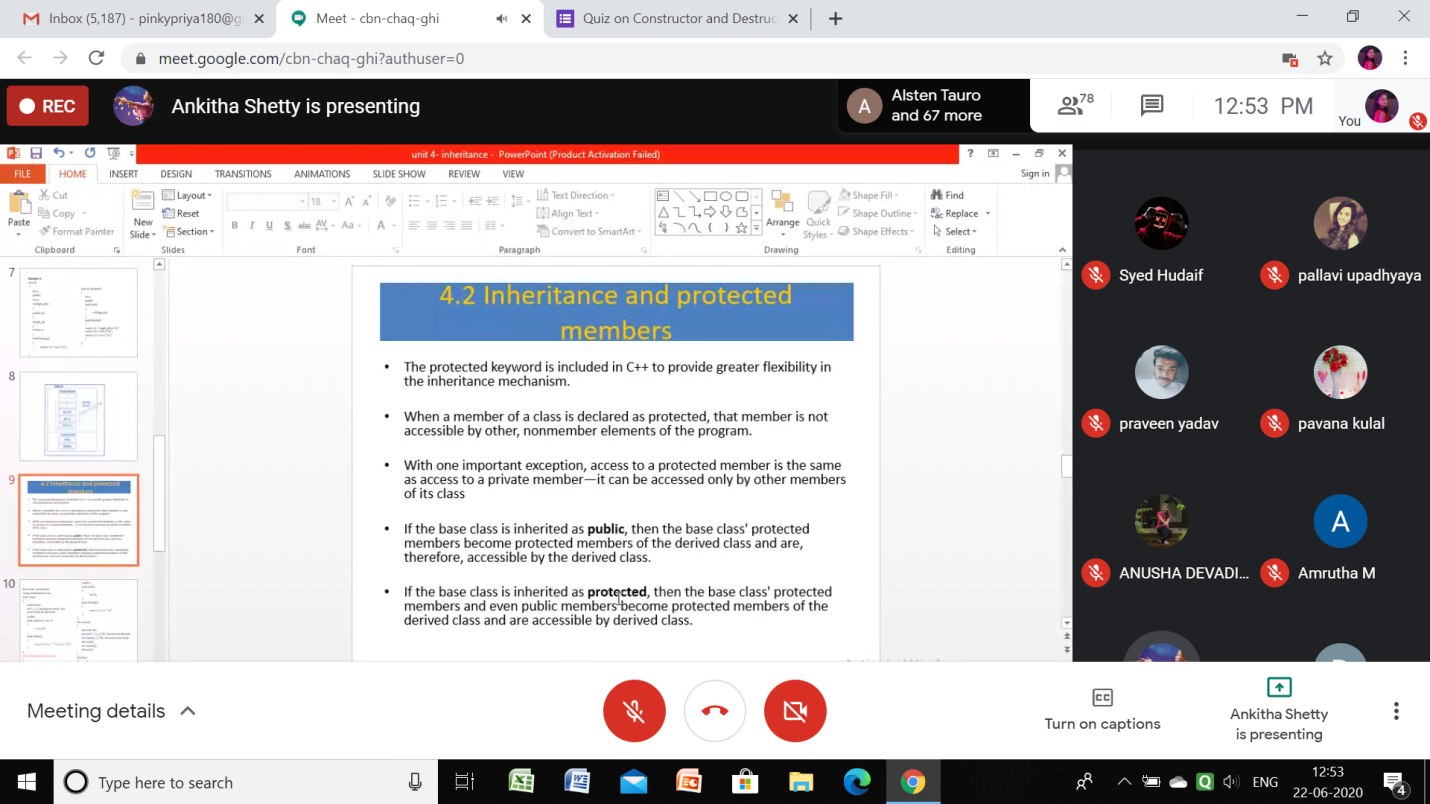 Inbox (5,187) - pinkypriya180@g
Meet - cbn-chaq-ghi
Quiz on Constructor and Destruc
meet.google.com/cbn-chaq-ghi?authuser=0
REC
Ankitha Shetty is presenting
A
Alsten Tauro
and 67 more
78
12:53 PM
You
unit 4- inheritance - PowerPoint (Product Activation Failed)
FILE HOME INSERT DESIGN TRANSITIONS ANIMATIONS SLIDE SHOW REVIEW VIEW Sign in
Paste
Cut
Copy
Format Painter
Clipboard
New
Slide
Layout
Reset
Section
Slides
18
Font
Paragraph
Text Direction
Align Text
Convert to SmartArt
Drawing
Arrange
Quick
Styles
Shape Fill
Shape Outline
Shape Effects
Find
Replace
Select
Editing
7
8
9
10
4.2 Inheritance and protected
members
• The protected keyword is included in C++ to provide greater flexibility in
the inheritance mechanism.
• When a member of a class is declared as protected, that member is not
accessible by other, nonmember elements of the program.
• With one important exception, access to a protected member is the same
as access to a private member—it can be accessed only by other members
of its class
• If the base class is inherited as public, then the base class' protected
members become protected members of the derived class and are,
therefore, accessible by the derived class.
• If the base class is inherited as protected, then the base class' protected
members and even public members become protected members of the
derived class and are accessible by derived class.
Syed Hudaif
pallavi upadhyaya
praveen yadav
pavana kulal
A
ANUSHA DEVADI...
Amrutha M
Meeting details
Turn on captions
Ankitha Shetty
is presenting
Type here to search
ENG
12:53
22-06-2020
4